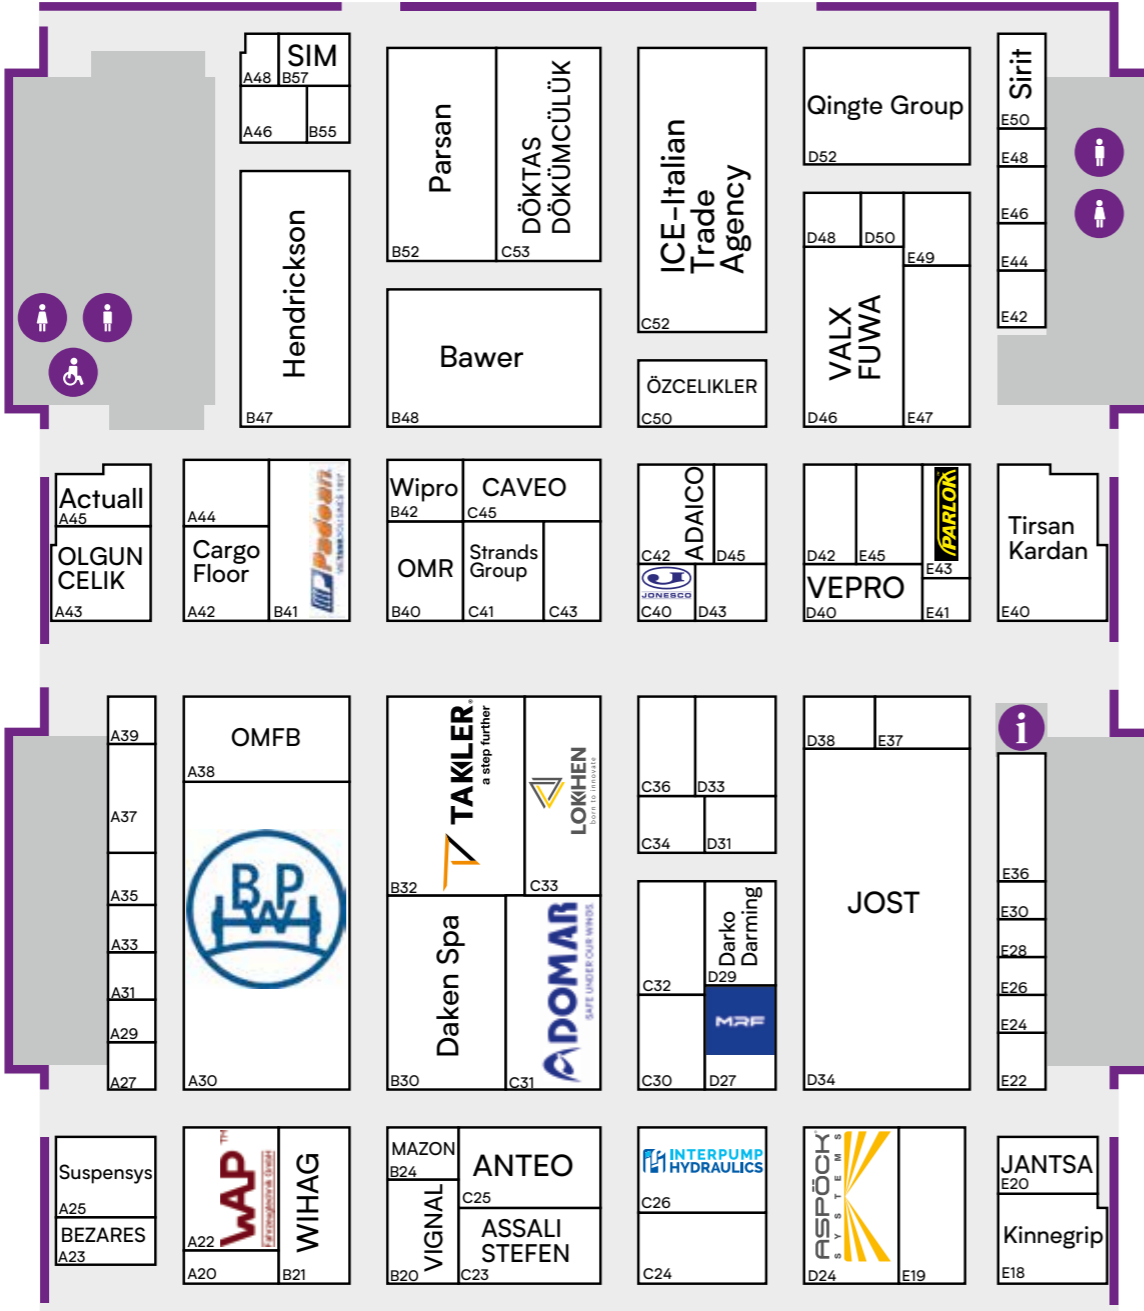 SIM
A48
B57
A46
B55
Hendrickson
B47
Parsan
B52
DÖKTAS
DÖKÜMCÜLÜK
C53
Bawer
B48
ICE-Italian
Trade
Agency
C52
ÖZCELIKLER
C50
Qingte Group
D52
D48
D50
E49
VALX
FUWA
D46
E47
Sirit
E50
E48
E46
E44
E42
Actuall
A45
OLGUN
CELIK
A43
A44
Cargo
Floor
A42
Padoan
B41
Wipro
B42
CAVEO
C45
OMR
B40
Strands
Group
C41
C43
C42
ADAICO
D45
JONESCO
C40
D43
D42
E45
PARLOK
E43
VEPRO
D40
E41
Tirsan
Kardan
E40
A39
A37
A35
A33
A31
A29
A27
OMFB
A38
BPW
A30
TAKLER
a step further
B32
LOKHEN
born to innovate
C33
Daken Spa
B30
ADOMAR
SAFE UNDER OUR WINGS
C31
C36
D33
C34
D31
C32
Darko
Darming
D29
C30
MRF
D27
D38
E37
JOST
D34
i
E36
E30
E28
E26
E24
E22
Suspensys
A25
BEZARES
A23
WAP™
Fahrzeugtechnik GmbH
A22
A20
WIHAG
B21
MAZON
B24
VIGNAL
B20
ANTEO
C25
ASSALI
STEFEN
C23
INTERPUMP
HYDRAULICS
C26
C24
ASPÖCK
SYSTEMS
D24
E19
JANTSA
E20
Kinnegrip
E18